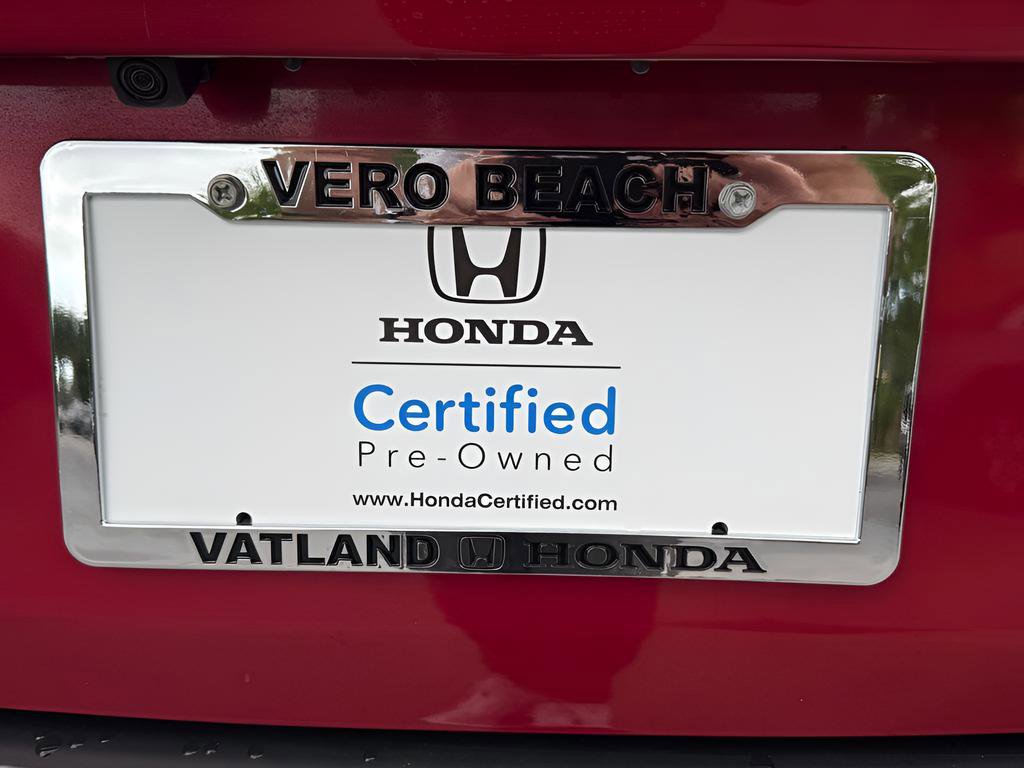 VERO BEACH
HONDA
Certified
Pre-Owned
www.HondaCertified.com
VATLAND HONDA